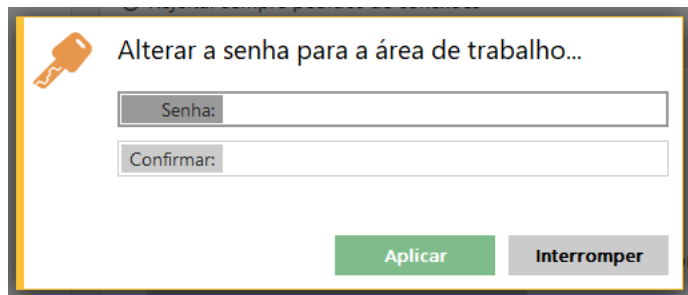 Alterar a senha para a área de trabalho...
Senha:
Confirmar:
Aplicar
Interromper